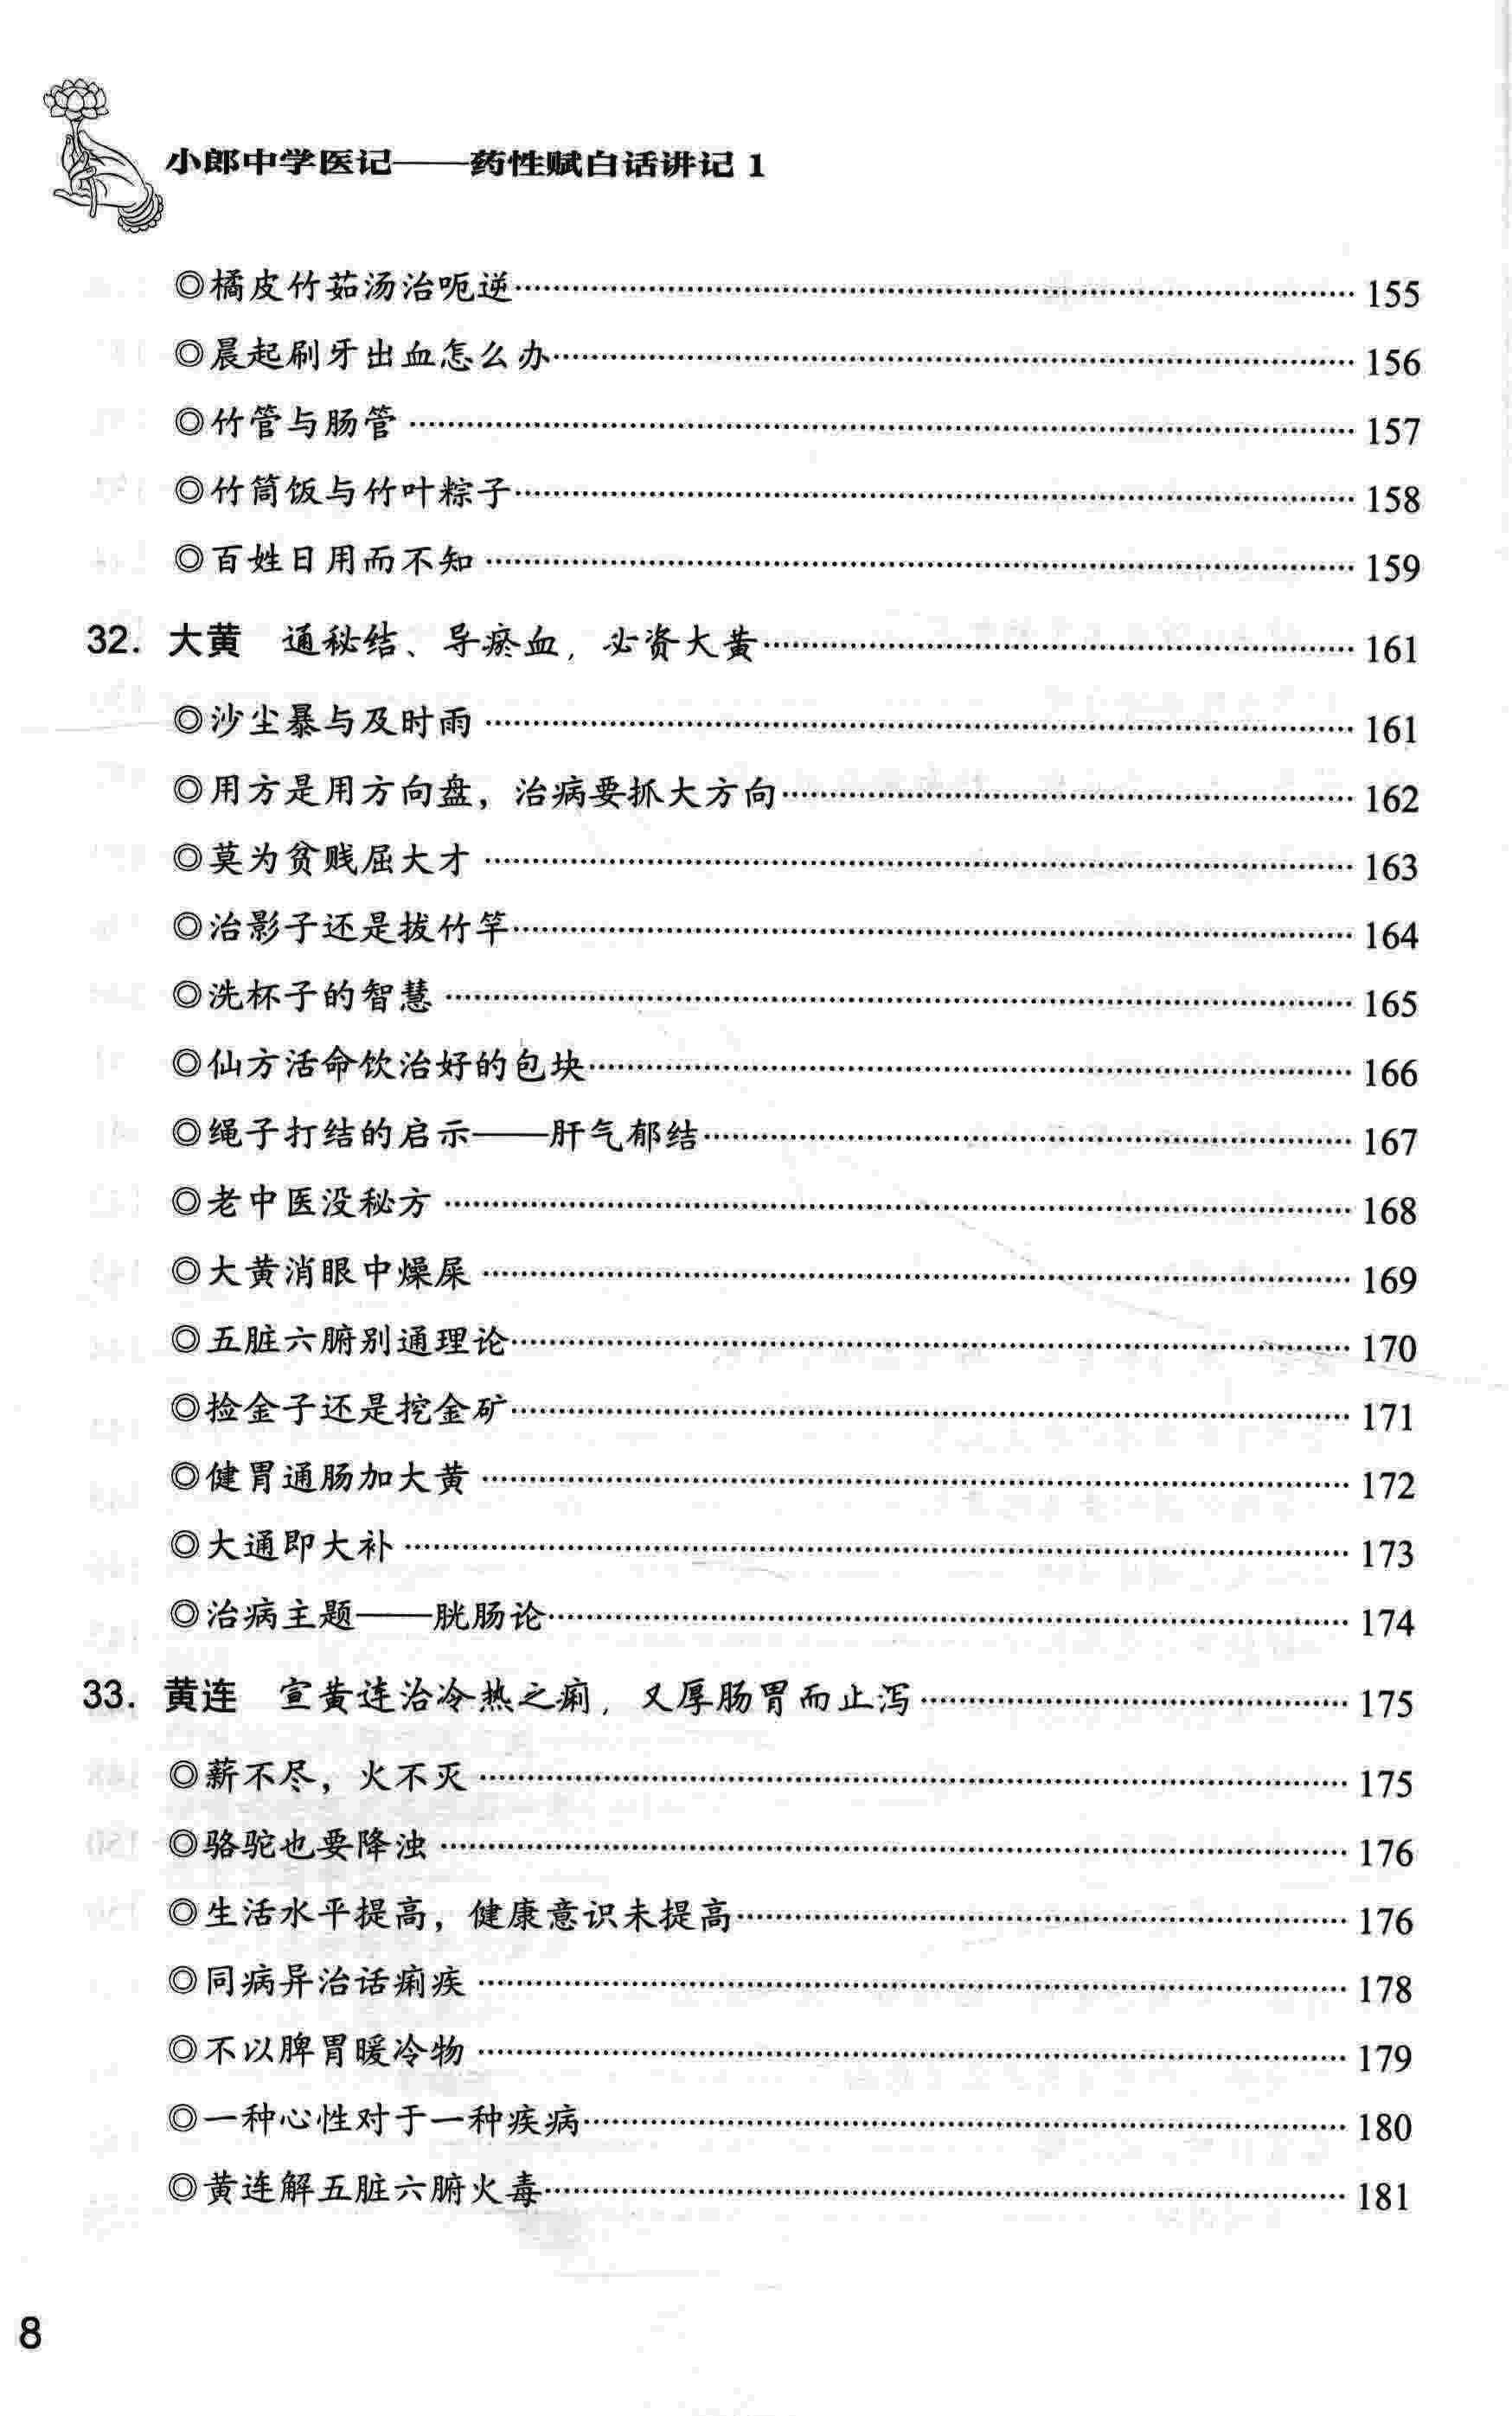 小郎中学医记——药性赋白话讲记 1
◎橘皮竹茹汤治呃逆…… 155
◎晨起刷牙出血怎么办…… 156
◎竹管与肠管…… 157
◎竹筒饭与竹叶粽子…… 158
◎百姓日用而不知…… 159
32. 大黄 通秘结、导瘀血，必资大黄…… 161
◎沙尘暴与及时雨…… 161
◎用方是用方向盘，治病要抓大方向…… 162
◎莫为贫贱屈大才…… 163
◎治影子还是拔竹竿…… 164
◎洗杯子的智慧…… 165
◎仙方活命饮治好的包块…… 166
◎绳子打结的启示——肝气郁结…… 167
◎老中医没秘方…… 168
◎大黄消眼中燥屎…… 169
◎五脏六腑别通理论…… 170
◎捡金子还是挖金矿…… 171
◎健胃通肠加大黄…… 172
◎大通即大补…… 173
◎治病主题——胱肠论…… 174
33. 黄连 宣黄连治冷热之痢，又厚肠胃而止泻…… 175
◎薪不尽，火不灭…… 175
◎骆驼也要降浊…… 176
◎生活水平提高，健康意识未提高…… 176
◎同病异治话痢疾…… 178
◎不以脾胃暖冷物…… 179
◎一种心性对于一种疾病…… 180
◎黄连解五脏六腑火毒…… 181
8